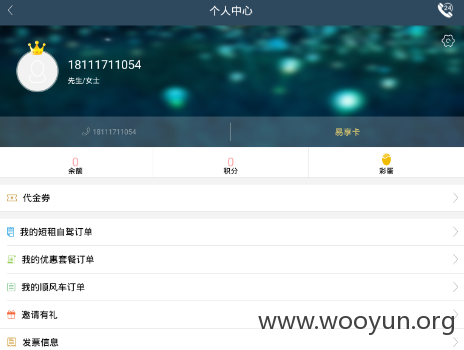 个人中心
24
18111711054
先生/女士
18111711054
易享卡
0
0
余额
积分
彩蛋
代金券
我的短租自驾订单
我的优惠套餐订单
我的顺风车订单
邀请有礼
www.wooyun.org
发票信息